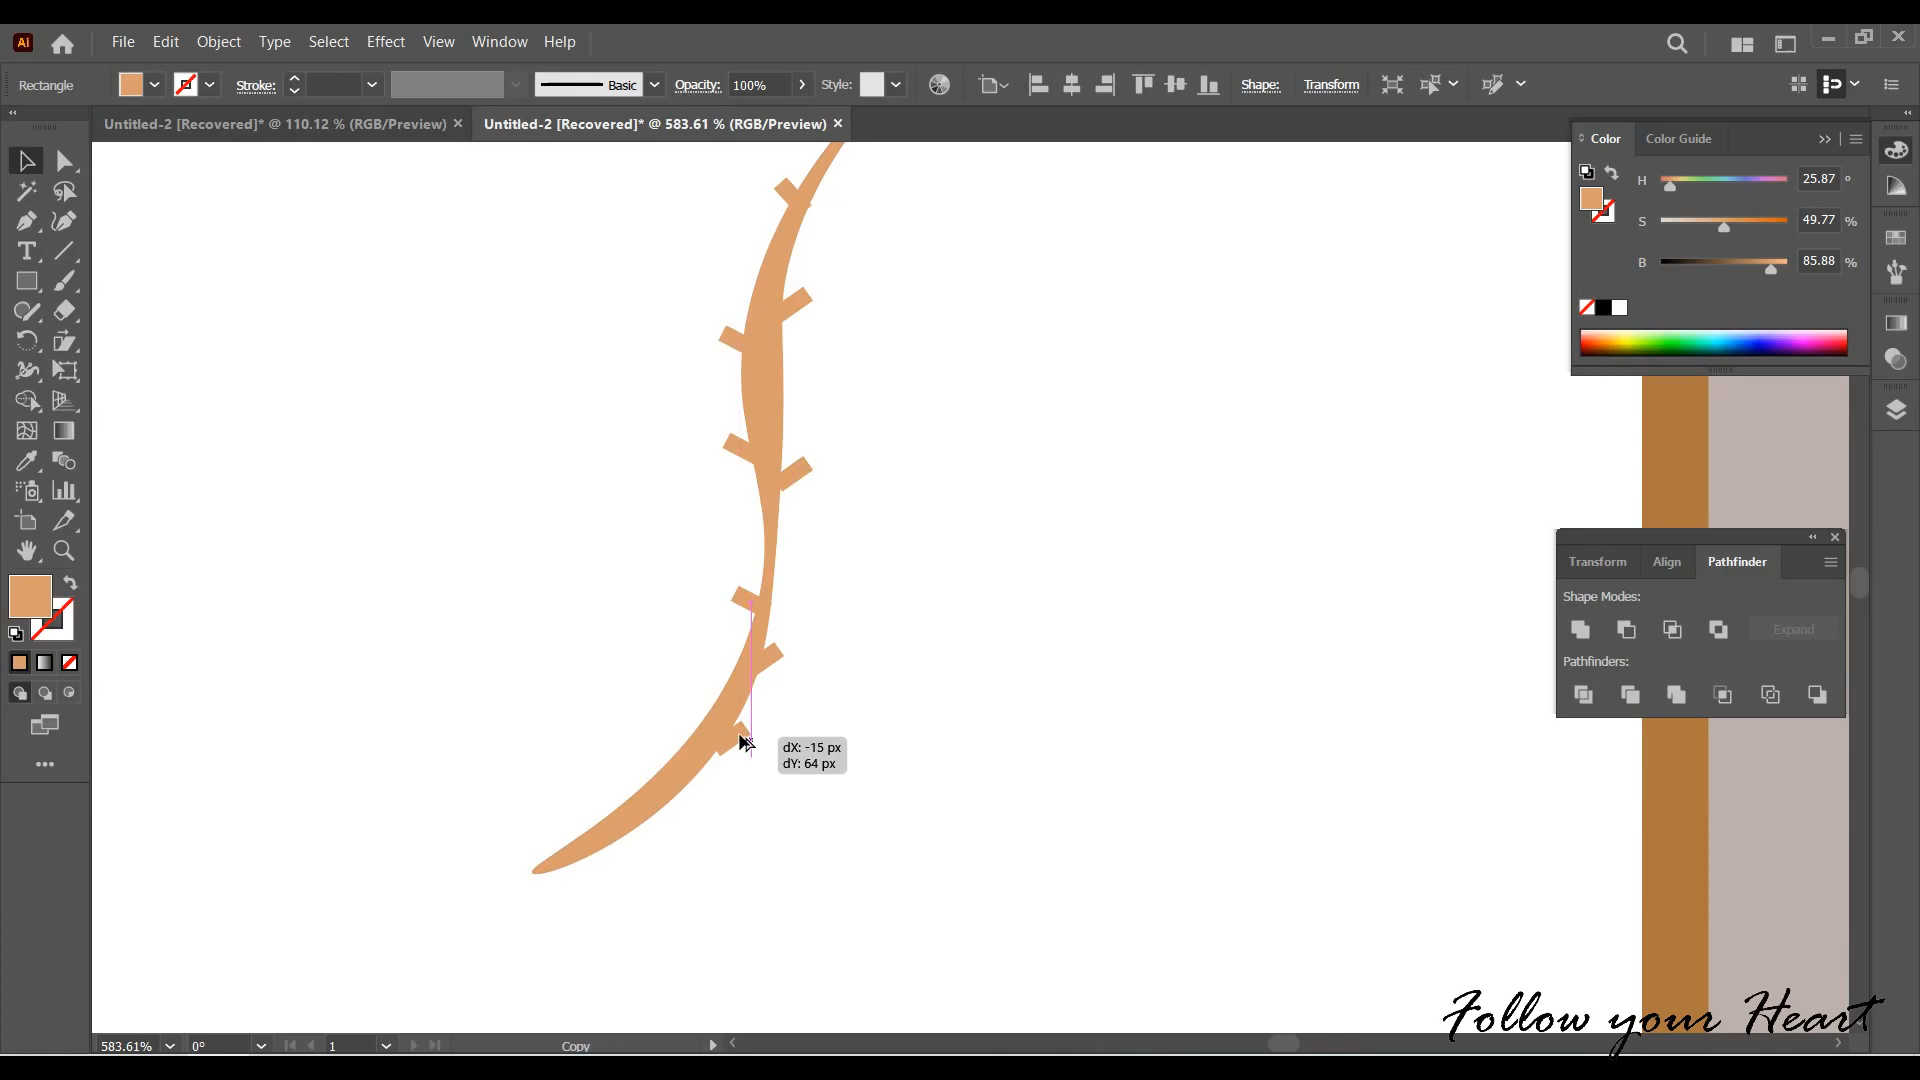 Ai File Edit Object Type Select Effect View Window Help
Rectangle Stroke: Basic Opacity: 100% Style: Shape: Transform
Untitled-2 [Recovered]* @ 110.12 % (RGB/Preview) Untitled-2 [Recovered]* @ 583.61 % (RGB/Preview)
Color Color Guide
H 25.87 °
S 49.77 %
B 85.88 %
Transform Align Pathfinder
Shape Modes:
Expand
Pathfinders:
dX: -15 px
dY: 64 px
Follow your Heart
583.61% 0° 1 Copy